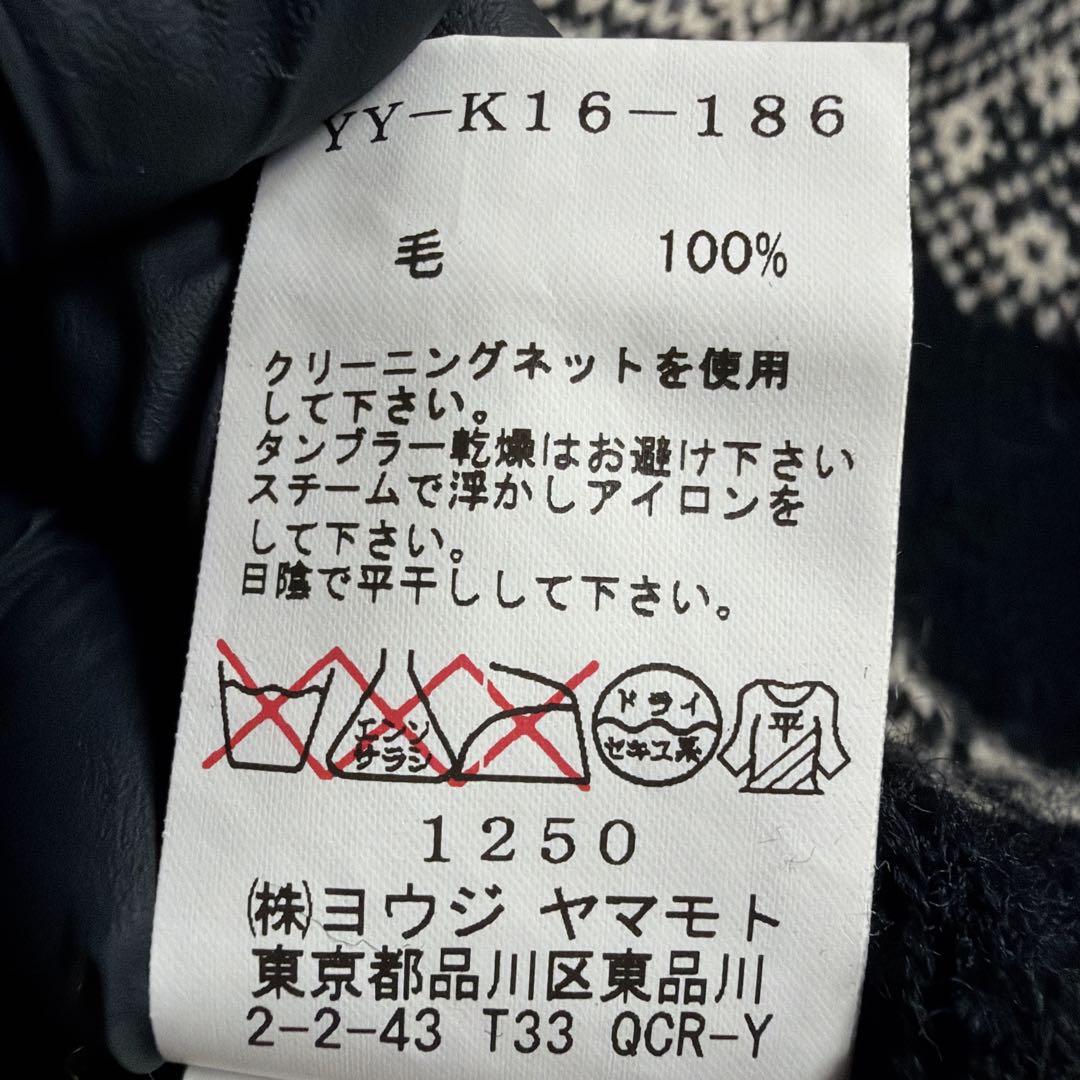 YY-K16-186
毛 100%
クリーニングネットを使用
して下さい。
タンブラー乾燥はお避け下さい
スチームで浮かしアイロンを
して下さい。
日陰で平干しして下さい。
エンソ
サラシ
ドライ
セキユ系
平
1250
㈱ヨウジ ヤマモト
東京都品川区東品川
2-2-43 T33 QCR-Y